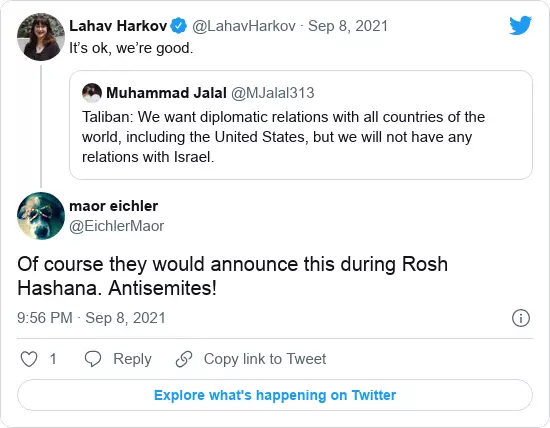 Lahav Harkov @LahavHarkov · Sep 8, 2021
It's ok, we're good.
Muhammad Jalal @MJalal313
Taliban: We want diplomatic relations with all countries of the
world, including the United States, but we will not have any
relations with Israel.
maor eichler
@EichlerMaor
Of course they would announce this during Rosh
Hashana. Antisemites!
9:56 PM · Sep 8, 2021
1 Reply Copy link to Tweet
Explore what's happening on Twitter